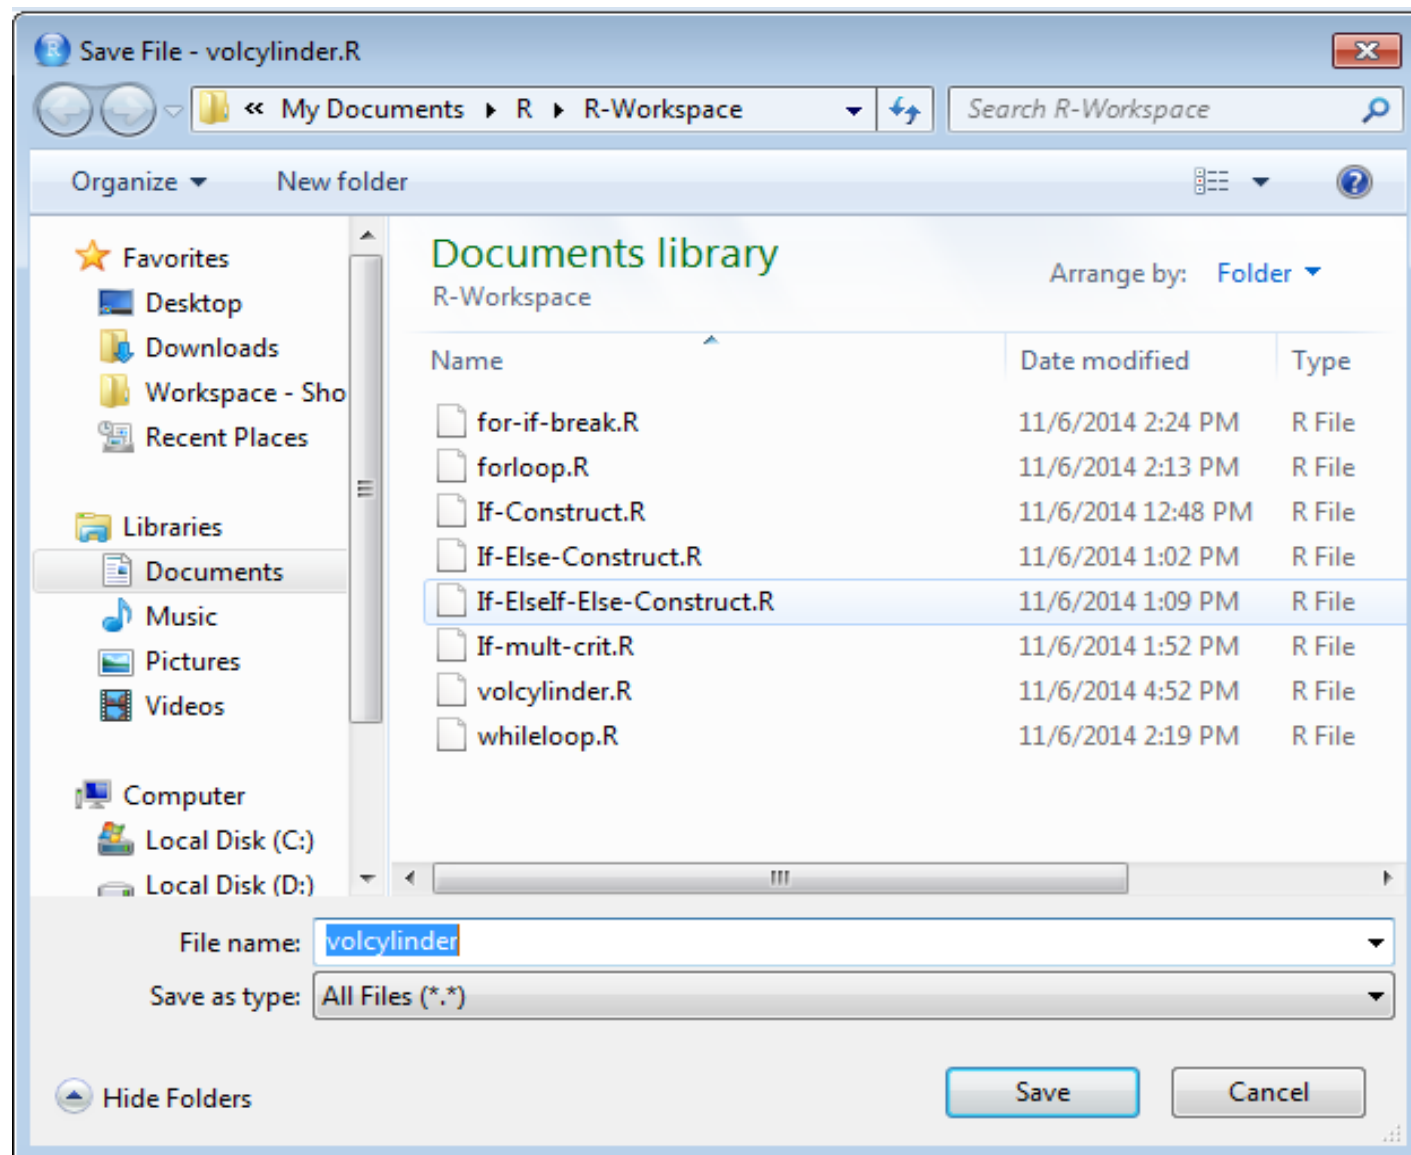 Save File - volcylinder.R
« My Documents R R-Workspace Search R-Workspace
Organize New folder
Favorites
Desktop
Downloads
Workspace - Sho
Recent Places
Libraries
Documents
Music
Pictures
Videos
Computer
Local Disk (C:)
Local Disk (D:)
Documents library
R-Workspace
Arrange by: Folder
Name Date modified Type
for-if-break.R 11/6/2014 2:24 PM R File
forloop.R 11/6/2014 2:13 PM R File
If-Construct.R 11/6/2014 12:48 PM R File
If-Else-Construct.R 11/6/2014 1:02 PM R File
If-ElseIf-Else-Construct.R 11/6/2014 1:09 PM R File
If-mult-crit.R 11/6/2014 1:52 PM R File
volcylinder.R 11/6/2014 4:52 PM R File
whileloop.R 11/6/2014 2:19 PM R File
File name: volcylinder
Save as type: All Files (*.*)
Hide Folders Save Cancel